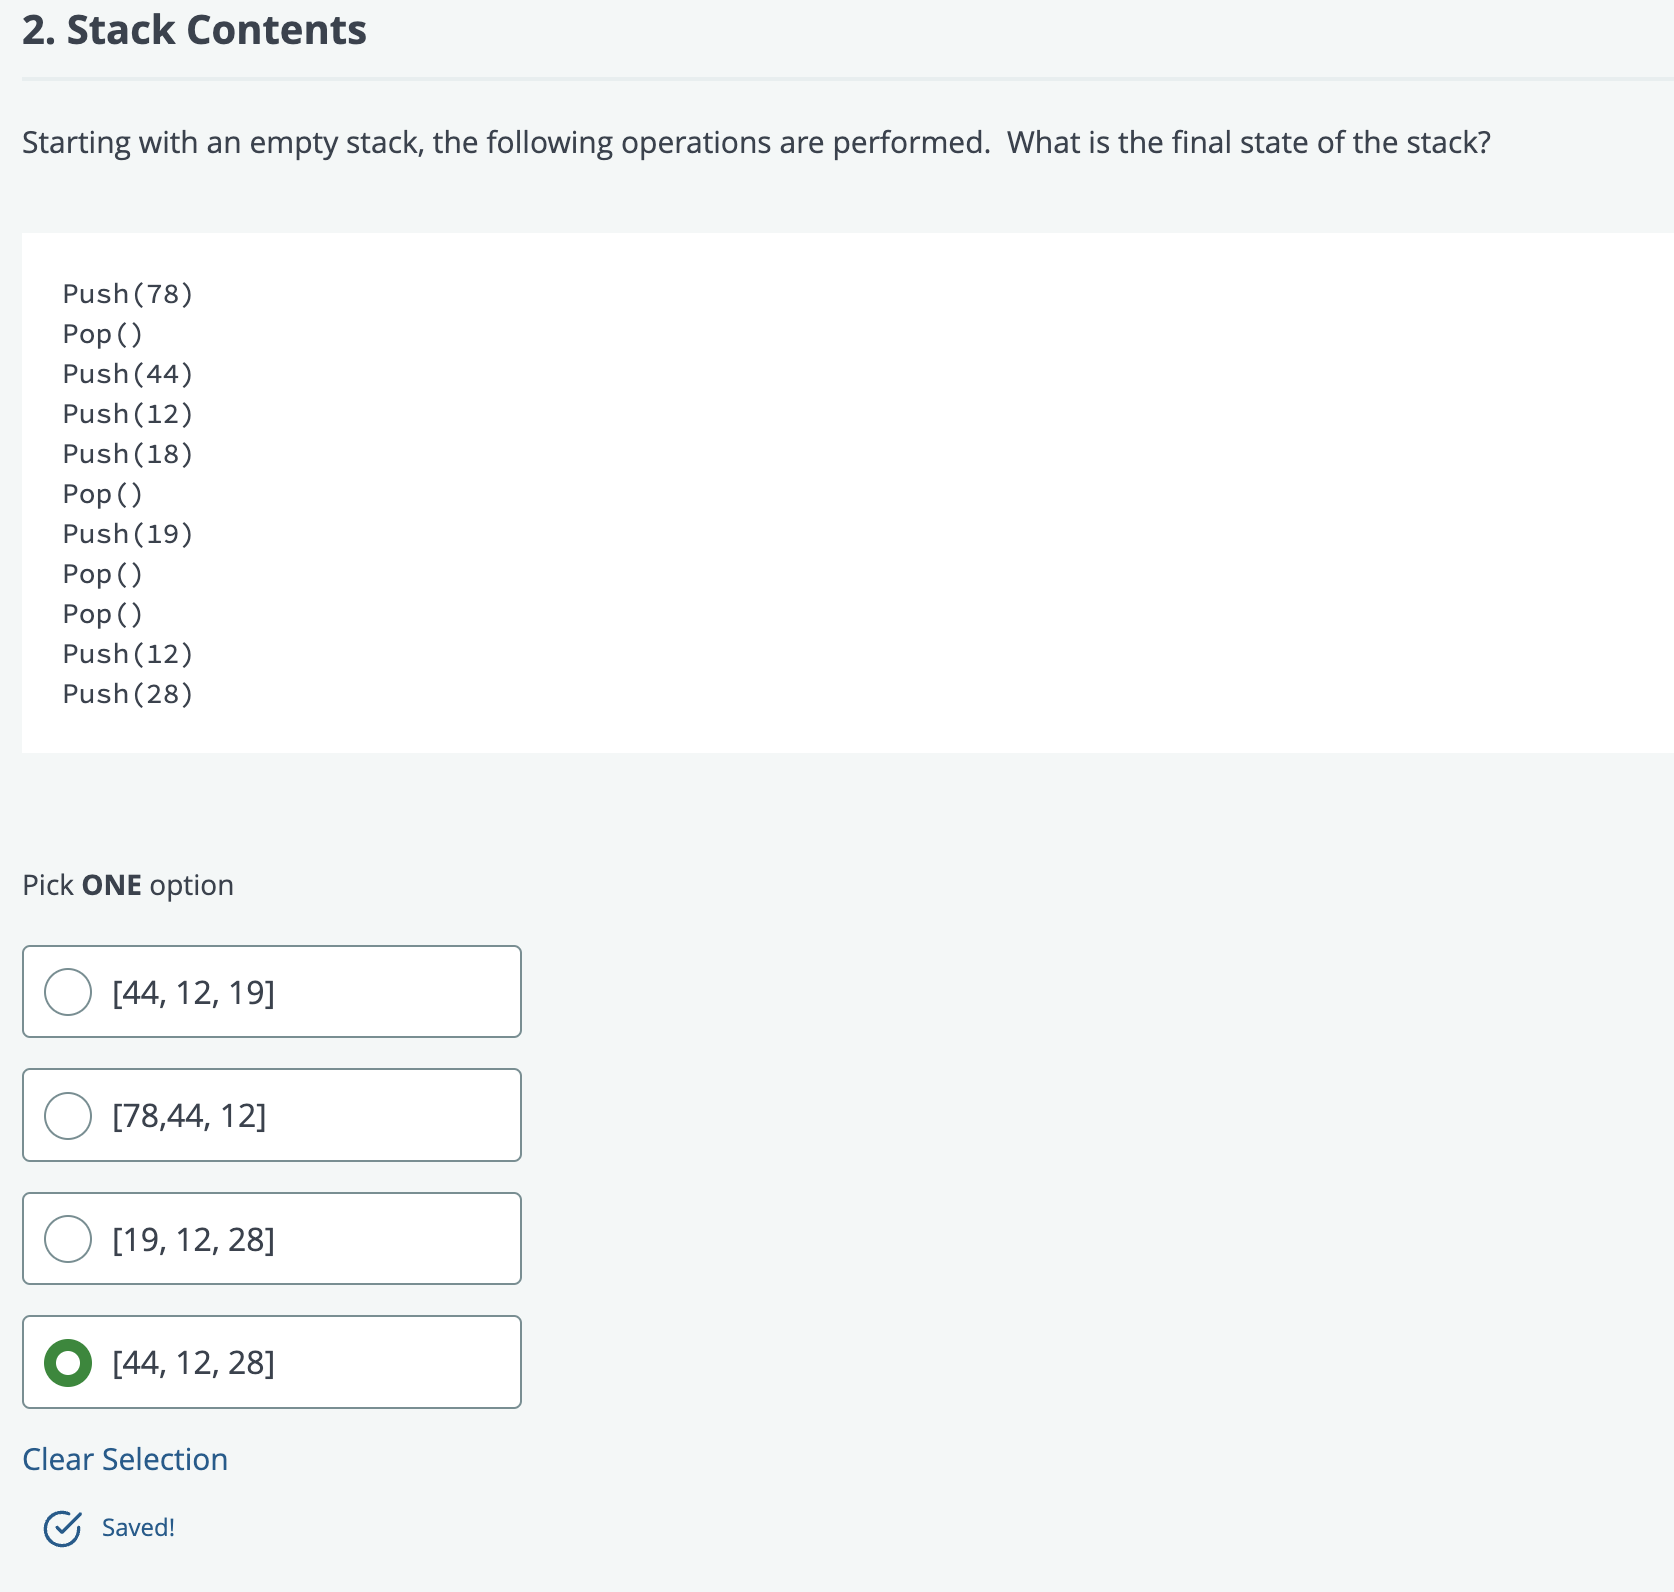 2. Stack Contents
Starting with an empty stack, the following operations are performed.  What is the final state of the stack?
Push(78)
Pop()
Push(44)
Push(12)
Push(18)
Pop()
Push(19)
Pop()
Pop()
Push(12)
Push(28)
Pick ONE option
[44, 12, 19]
[78,44, 12]
[19, 12, 28]
[44, 12, 28]
Clear Selection
Saved!